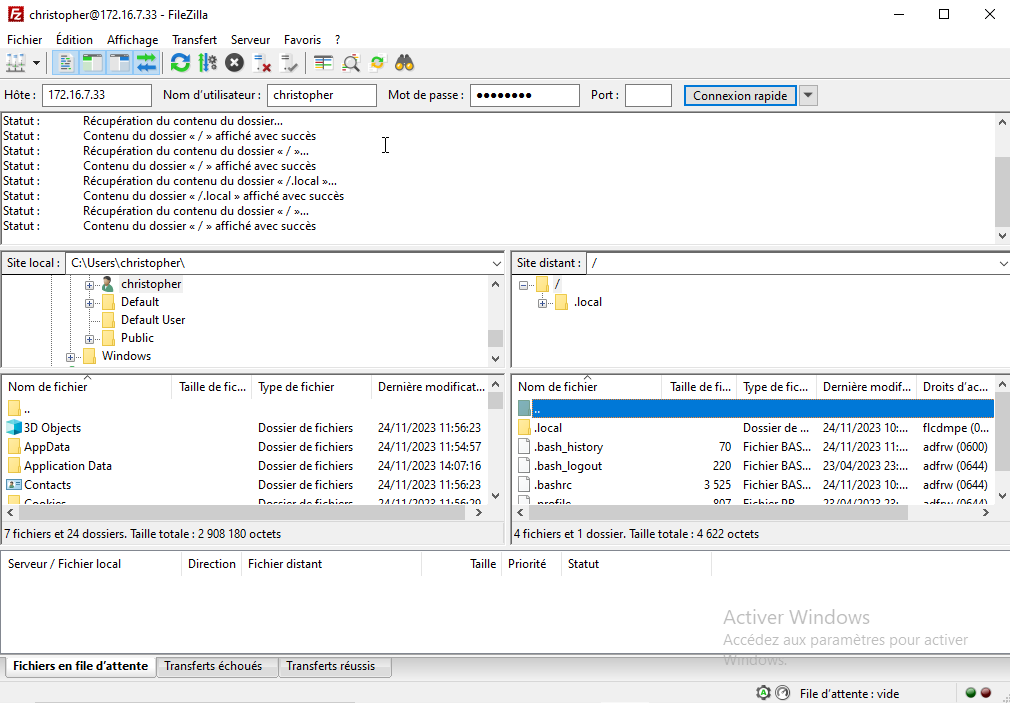 christopher@172.16.7.33 - FileZilla
Fichier Édition Affichage Transfert Serveur Favoris ?
Hôte : 172.16.7.33 Nom d'utilisateur : christopher Mot de passe : ●●●●●●●● Port : Connexion rapide
Statut : Récupération du contenu du dossier...
Statut : Contenu du dossier « / » affiché avec succès
Statut : Récupération du contenu du dossier « / »...
Statut : Contenu du dossier « / » affiché avec succès
Statut : Récupération du contenu du dossier « /.local »...
Statut : Contenu du dossier « /.local » affiché avec succès
Statut : Récupération du contenu du dossier « / »...
Statut : Contenu du dossier « / » affiché avec succès
Site local : C:\Users\christopher\
christopher
Default
Default User
Public
Windows
Nom de fichier Taille de fic... Type de fichier Dernière modificat...
..
3D Objects Dossier de fichiers 24/11/2023 11:56:23
AppData Dossier de fichiers 24/11/2023 11:54:57
Application Data Dossier de fichiers 24/11/2023 14:07:16
Contacts Dossier de fichiers 24/11/2023 11:56:23
Cookies Dossier de fichiers 24/11/2023 11:56:29
7 fichiers et 24 dossiers. Taille totale : 2 908 180 octets
Site distant : /
/
.local
Nom de fichier Taille de fi... Type de fic... Dernière modif... Droits d'ac...
..
.local Dossier de ... 24/11/2023 10:... flcdmpe (0...
.bash_history 70 Fichier BAS... 24/11/2023 11:... adfrw (0600)
.bash_logout 220 Fichier BAS... 23/04/2023 23:... adfrw (0644)
.bashrc 3 525 Fichier BAS... 24/11/2023 10:... adfrw (0644)
.profile 807 Fichier PR... 23/04/2023 23:... adfrw (0644)
4 fichiers et 1 dossier. Taille totale : 4 622 octets
Serveur / Fichier local Direction Fichier distant Taille Priorité Statut
Activer Windows
Accédez aux paramètres pour activer
Windows.
Fichiers en file d'attente Transferts échoués Transferts réussis
File d'attente : vide